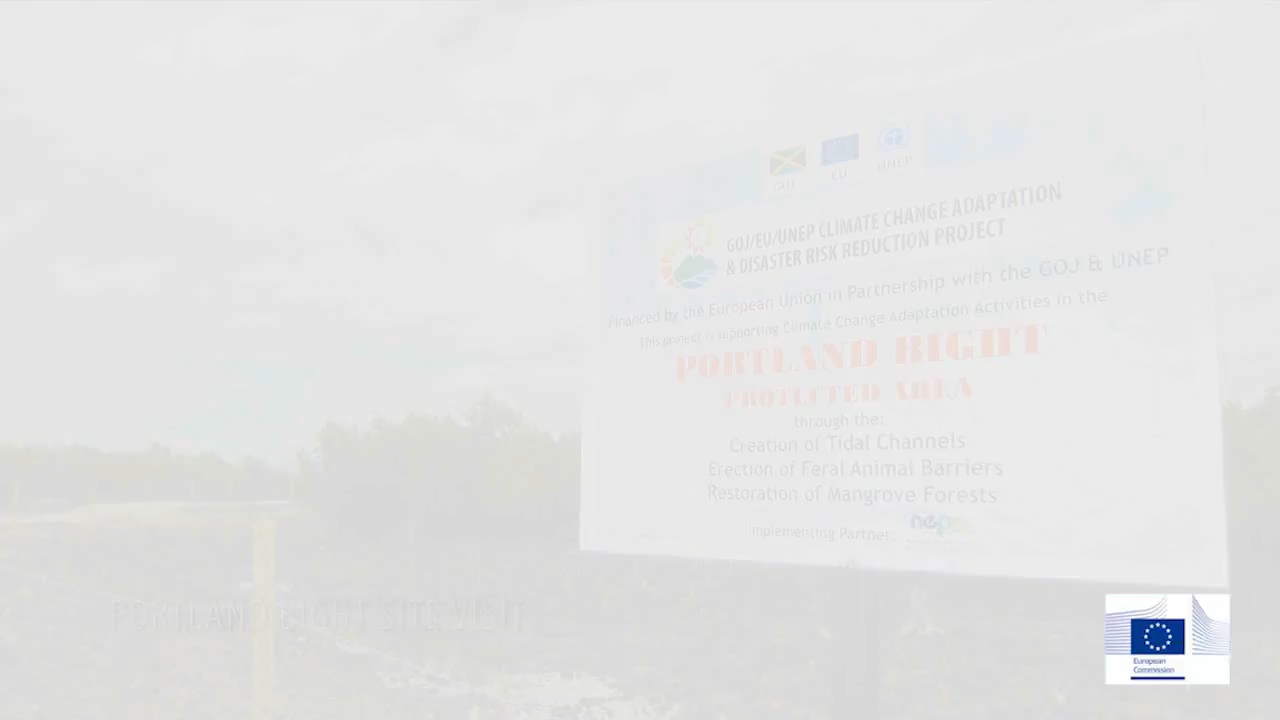 GOJ
EU
UNEP
GOJ/EU/UNEP CLIMATE CHANGE ADAPTATION
& DISASTER RISK REDUCTION PROJECT
Financed by the European Union in Partnership with the GOJ & UNEP
This project is supporting Climate Change Adaptation Activities in the
PORTLAND BIGHT
PROTECTED AREA
through the:
Creation of Tidal Channels
Erection of Feral Animal Barriers
Restoration of Mangrove Forests
Implementing Partner:
nepa
PORTLAND BIGHT SITE VISIT
European
Commission